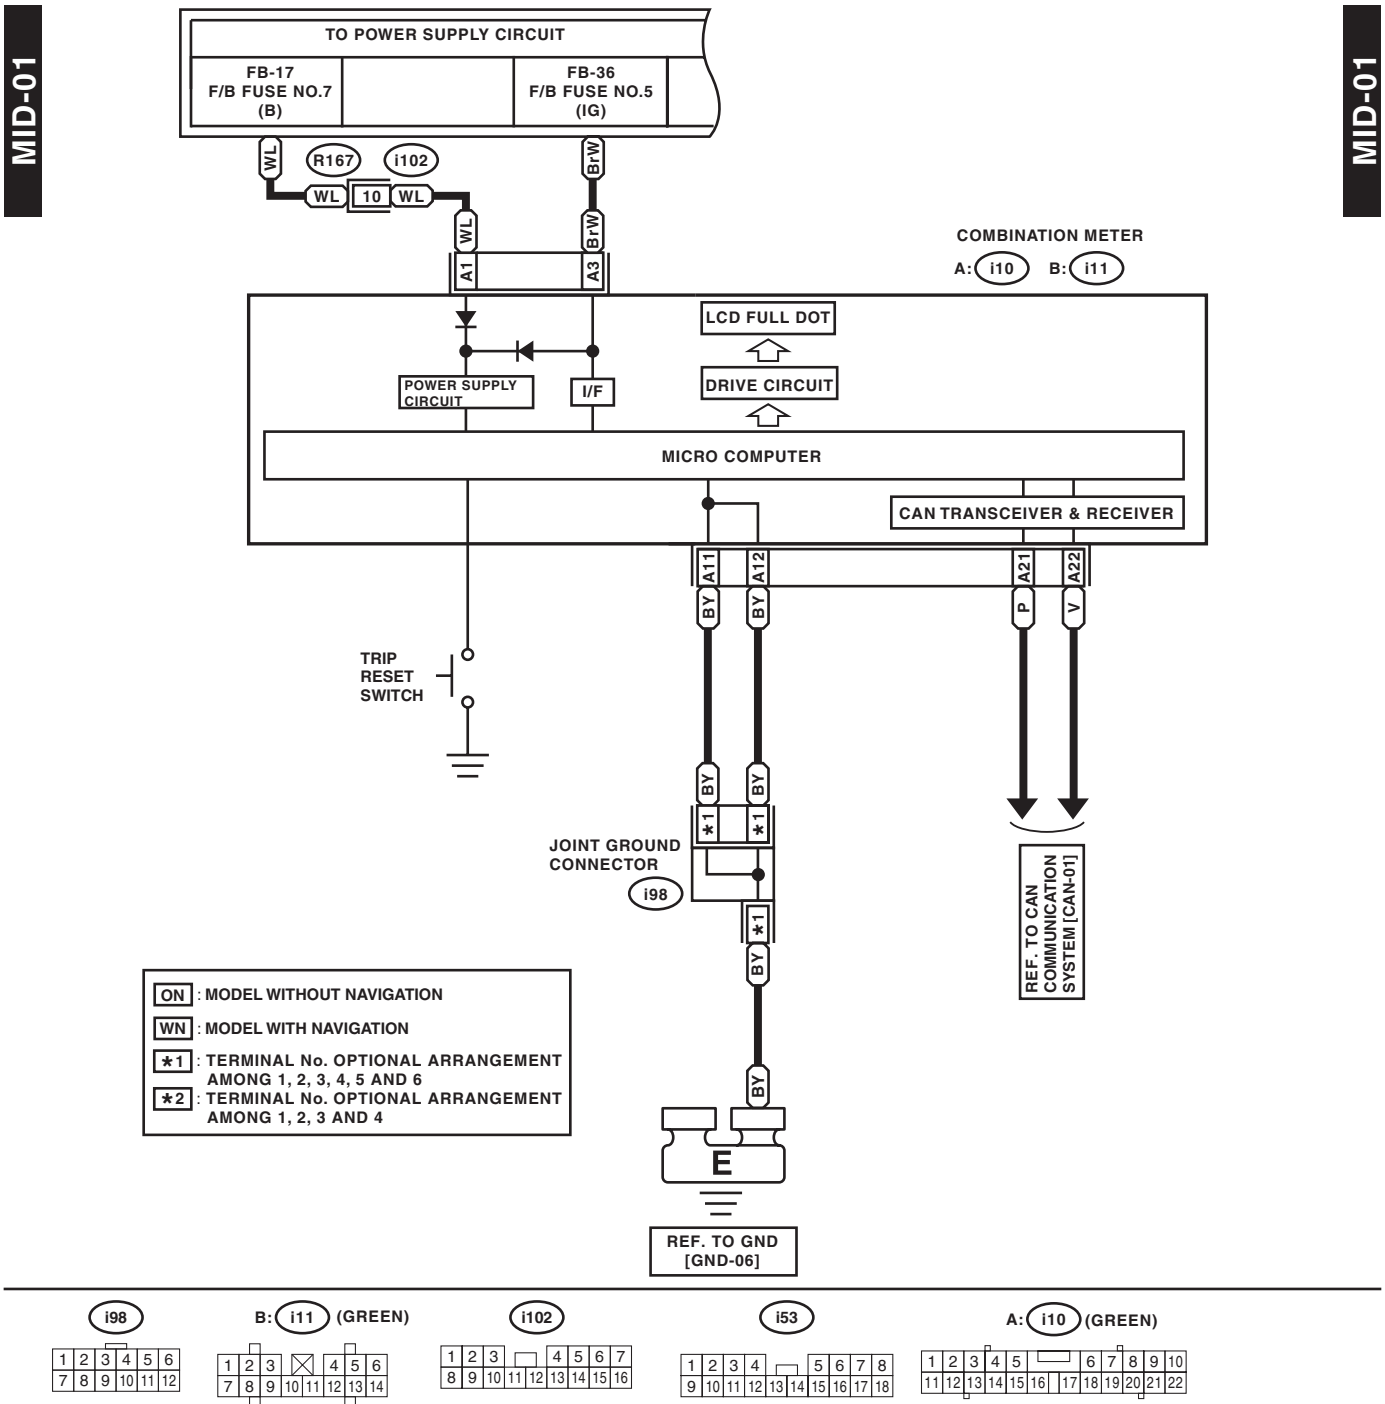 MID-01
MID-01
TO POWER SUPPLY CIRCUIT
FB-17
F/B FUSE NO.7
(B)
FB-36
F/B FUSE NO.5
(IG)
WL
R167
i102
BrW
WL
10
WL
WL
BrW
A1
A3
COMBINATION METER
A: i10 B: i11
LCD FULL DOT
DRIVE CIRCUIT
POWER SUPPLY
CIRCUIT
I/F
MICRO COMPUTER
CAN TRANSCEIVER & RECEIVER
A11
A12
A21
A22
BY
BY
P
V
TRIP
RESET
SWITCH
BY
BY
*1
*1
JOINT GROUND
CONNECTOR
i98
*1
BY
REF. TO CAN
COMMUNICATION
SYSTEM [CAN-01]
ON : MODEL WITHOUT NAVIGATION
WN : MODEL WITH NAVIGATION
*1 : TERMINAL No. OPTIONAL ARRANGEMENT
AMONG 1, 2, 3, 4, 5 AND 6
*2 : TERMINAL No. OPTIONAL ARRANGEMENT
AMONG 1, 2, 3 AND 4
BY
E
REF. TO GND
[GND-06]
i98
1 2 3 4 5 6
7 8 9 10 11 12
B: i11 (GREEN)
1 2 3 4 5 6
7 8 9 10 11 12 13 14
i102
1 2 3 4 5 6 7
8 9 10 11 12 13 14 15 16
i53
1 2 3 4 5 6 7 8
9 10 11 12 13 14 15 16 17 18
A: i10 (GREEN)
1 2 3 4 5 6 7 8 9 10
11 12 13 14 15 16 17 18 19 20 21 22